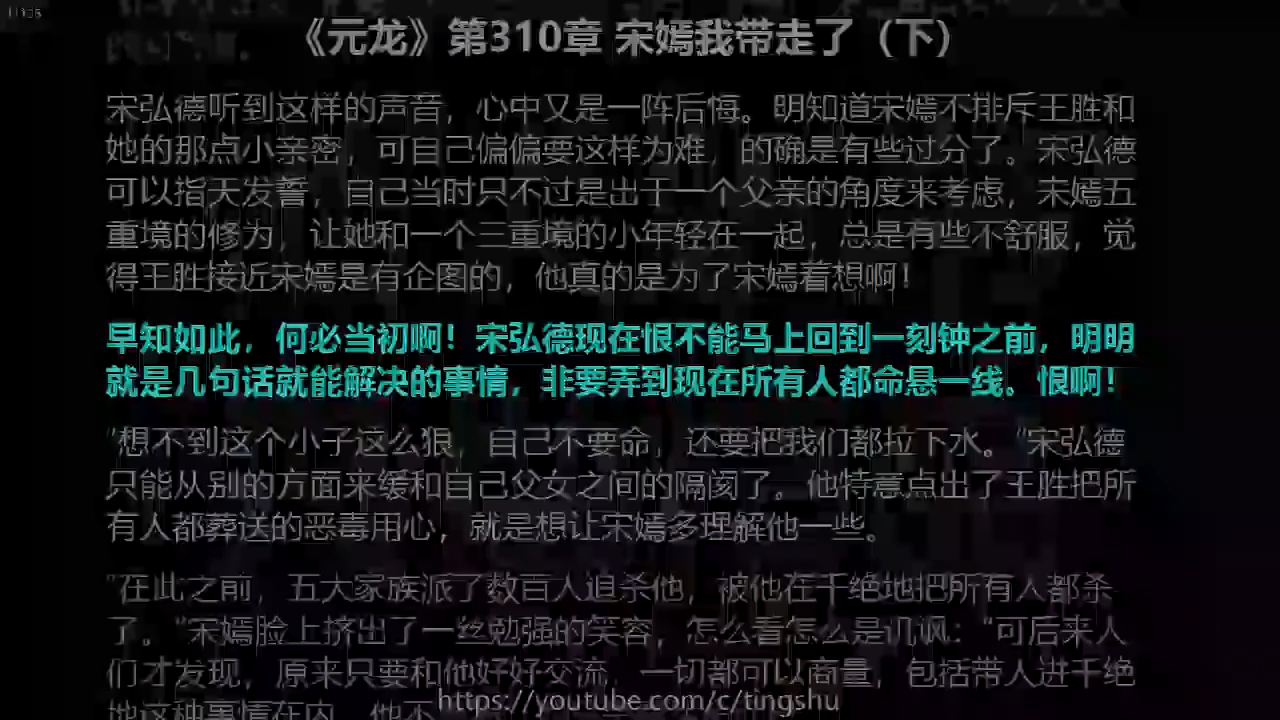 《元龙》第310章 宋嫣我带走了（下）
宋弘德听到这样的声音，心中又是一阵后悔。明知道宋嫣不排斥王胜和
她的那点小亲密，可自己偏偏要这样为难，的确是有些过分了。宋弘德
可以指天发誓，自己当时只不过是出于一个父亲的角度来考虑，宋嫣五
重境的修为，让她和一个三重境的小年轻在一起，总是有些不舒服，觉
得王胜接近宋嫣是有企图的，他真的是为了宋嫣着想啊！
早知如此，何必当初啊！宋弘德现在恨不能马上回到一刻钟之前，明明
就是几句话就能解决的事情，非要弄到现在所有人都命悬一线。恨啊！
"想不到这个小子这么狠，自己不要命，还要把我们都拉下水。"宋弘德
只能从别的方面来缓和自己父女之间的隔阂了。他特意点出了王胜把所
有人都葬送的恶毒用心，就是想让宋嫣多理解他一些。
"在此之前，五大家族派了数百人追杀他，被他在千绝地把所有人都杀
了。"宋嫣脸上挤出了一丝勉强的笑容，怎么看怎么是讥讽："可后来人
们才发现，原来只要和他好好交流，一切都可以商量，包括带人进千绝
地这种事情在内，他不
https://youtube.com/c/tingshu